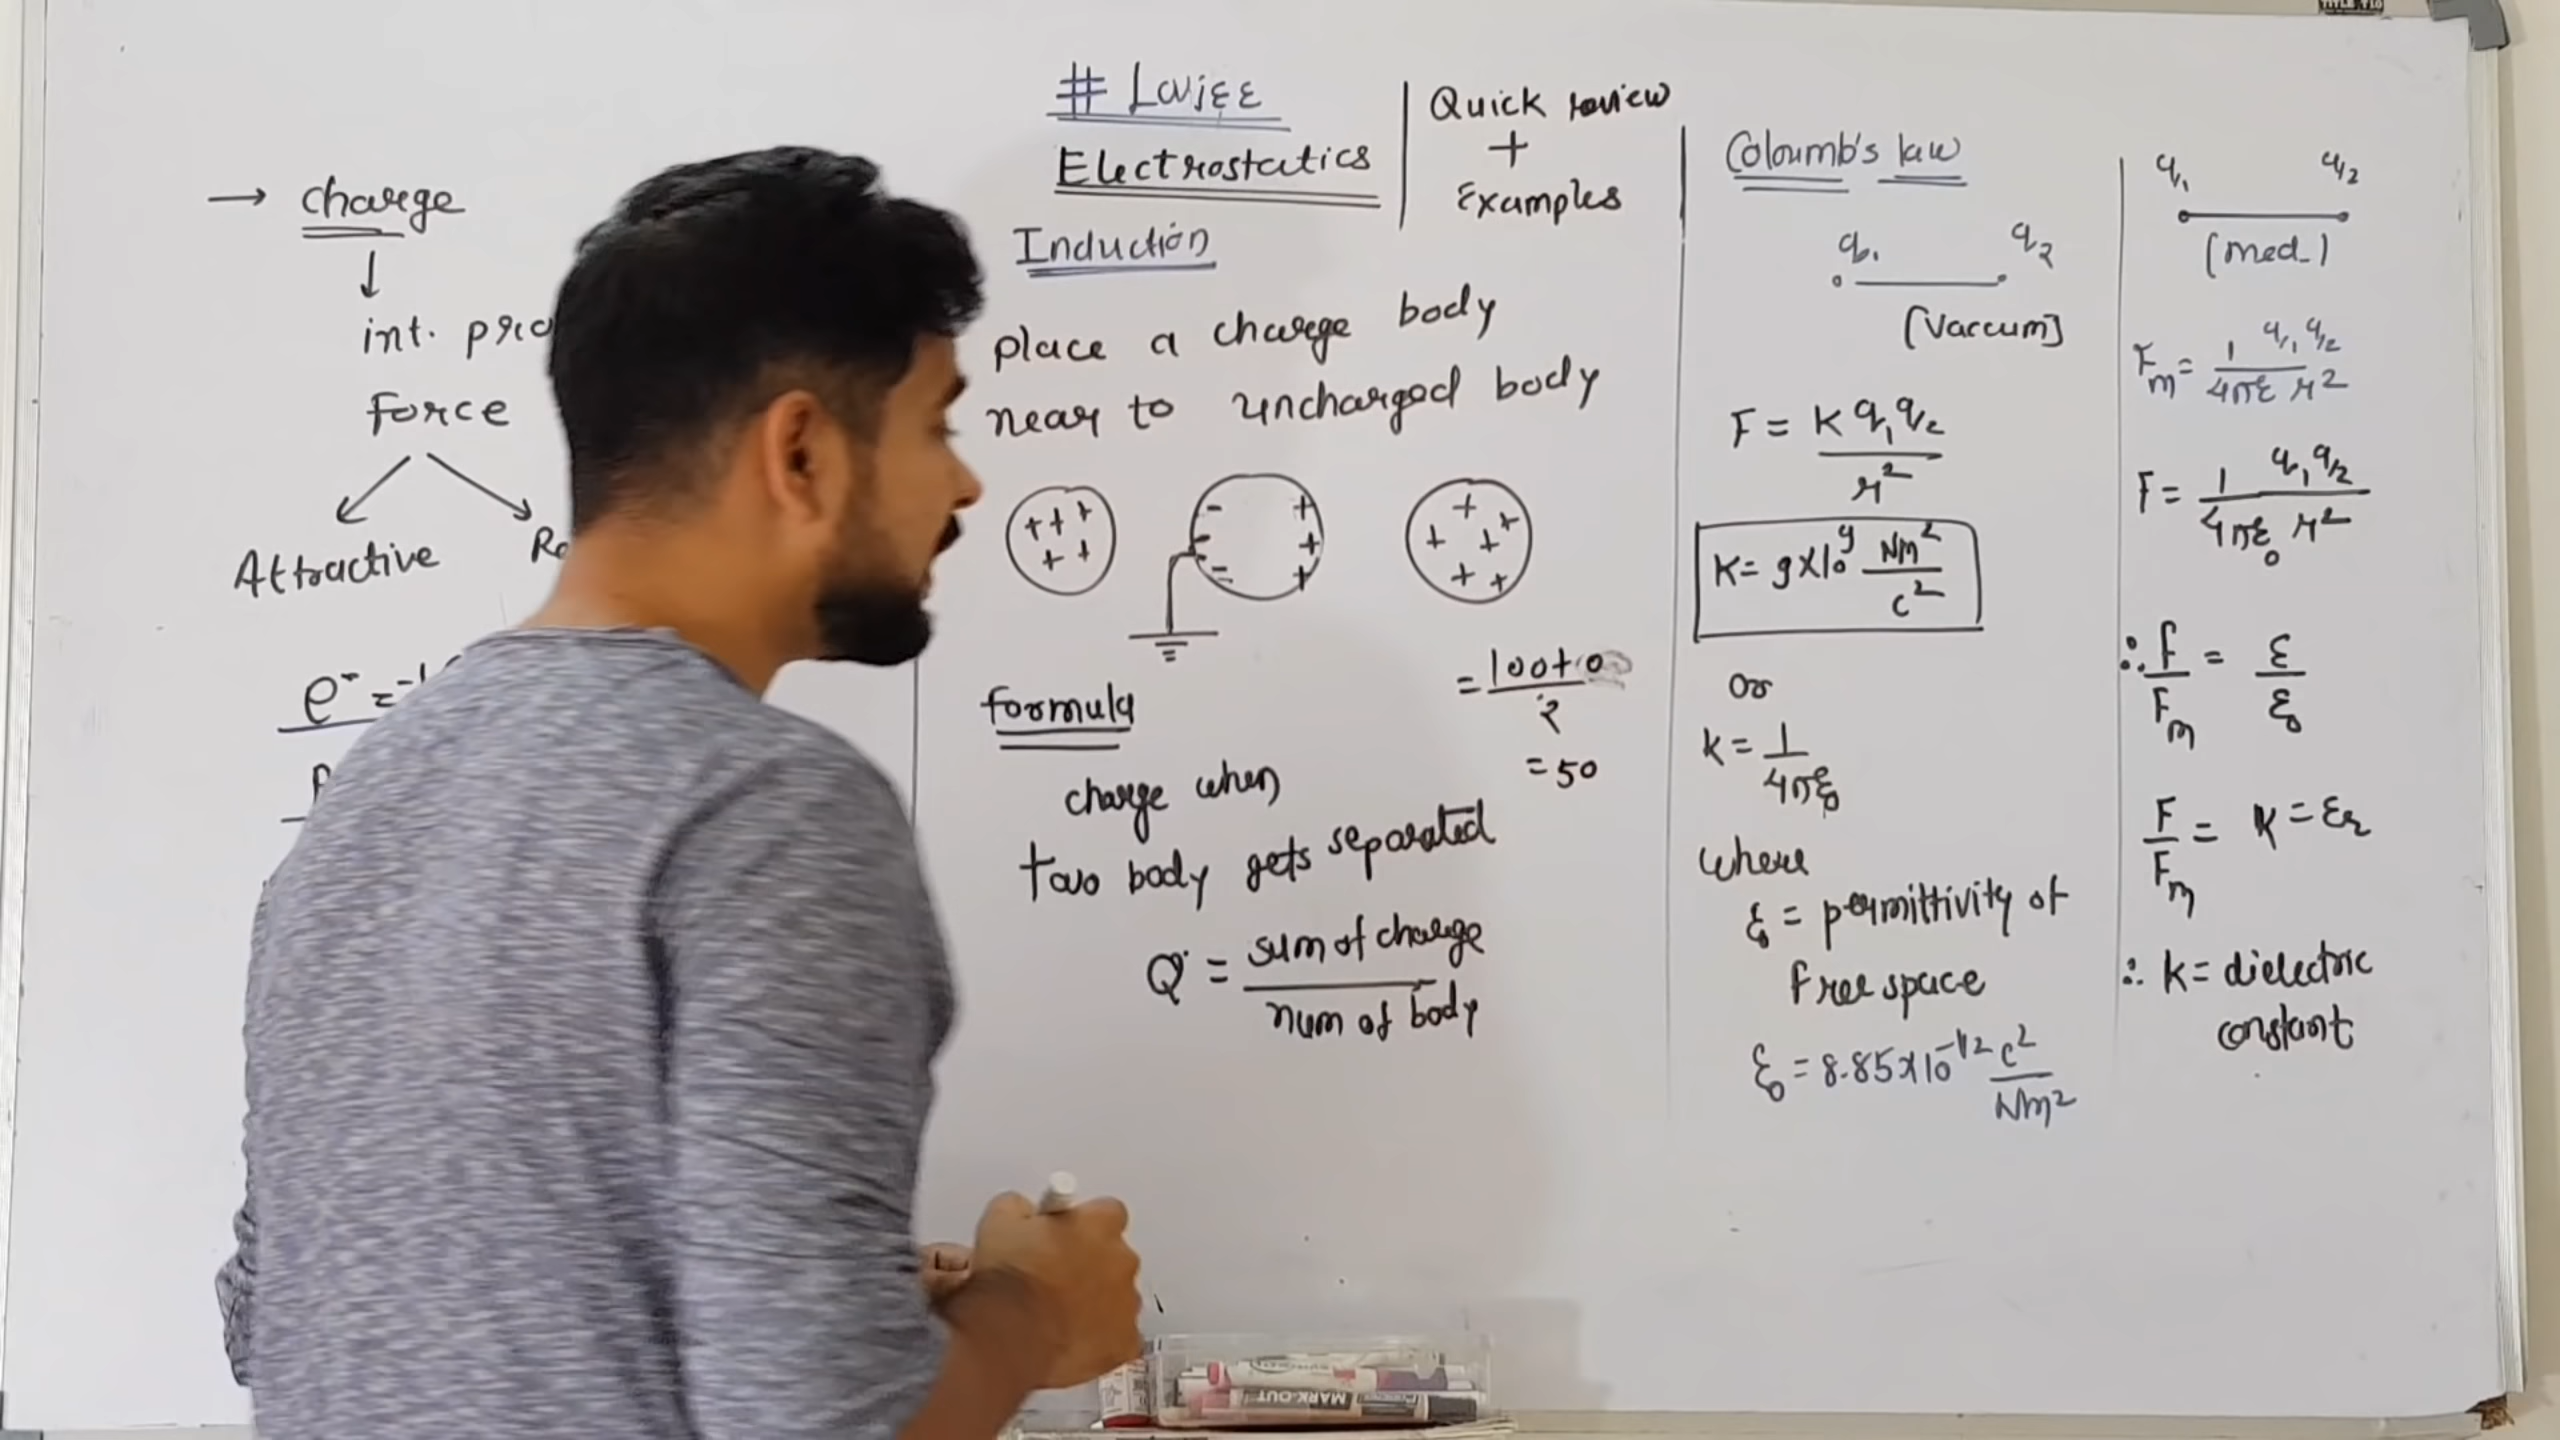 # LaviEE
Electrostatics
Quick review
+
Examples
→ charge
↓
int.
force
Attractive
e⁻ = -1
Induction
place a charge body
near to uncharged body
+ + +
+ +
- - -
+ + +
+ + + + + +
= 100+0/2
= 50
formula
charge when
two body gets separated
Q' = sum of charge/num of body
Coloumb's law
q₁ q₂
[Vaccum]
F = K q₁q₂/r²
K = 9×10⁹ Nm²/c²
or
K = 1/4πε₀
where
ε₀ = permittivity of
free space
ε₀ = 8.85×10⁻¹² c²/Nm²
q₁ q₂
(med.)
Fm = 1/4πε q₁q₂/r²
F = 1/4πε₀ q₁q₂/r²
∴ F/Fm = ε/ε₀
F/Fm = K = εr
∴ K = dielectric
constant
MARK-OUT